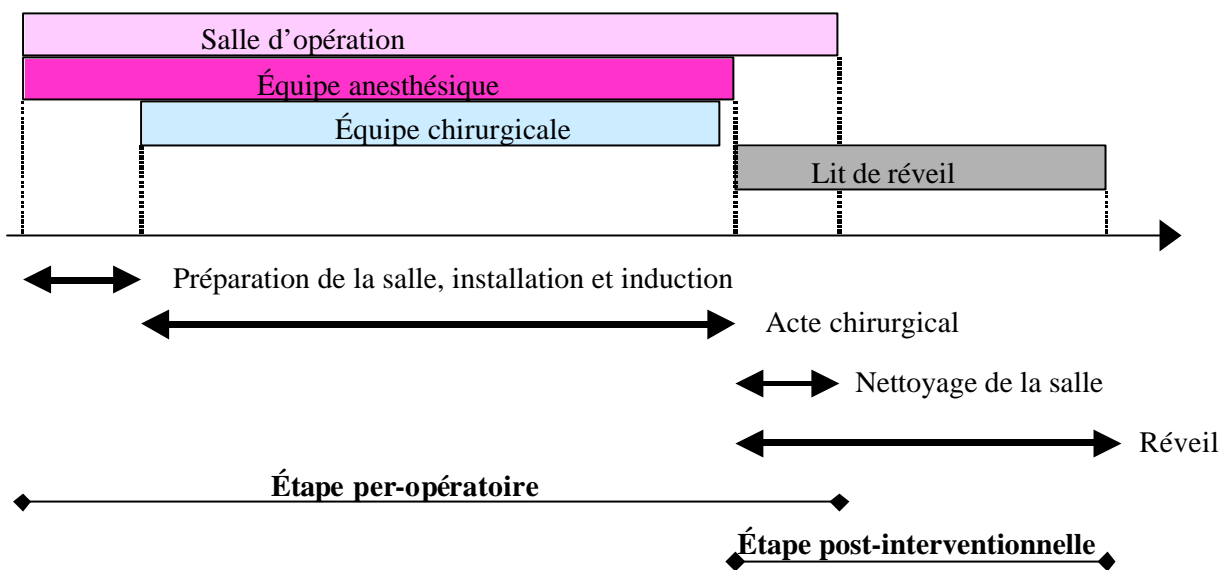 Salle d’opération
Équipe anesthésique
Équipe chirurgicale
Lit de réveil
Préparation de la salle, installation et induction
Acte chirurgical
Nettoyage de la salle
Réveil
Étape per-opératoire
Étape post-interventionnelle